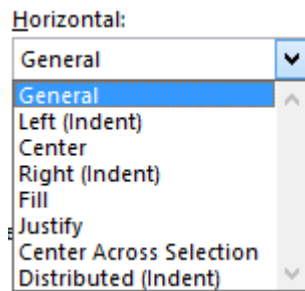 Horizontal:
General
General
Left (Indent)
Center
Right (Indent)
Fill
Justify
Center Across Selection
Distributed (Indent)